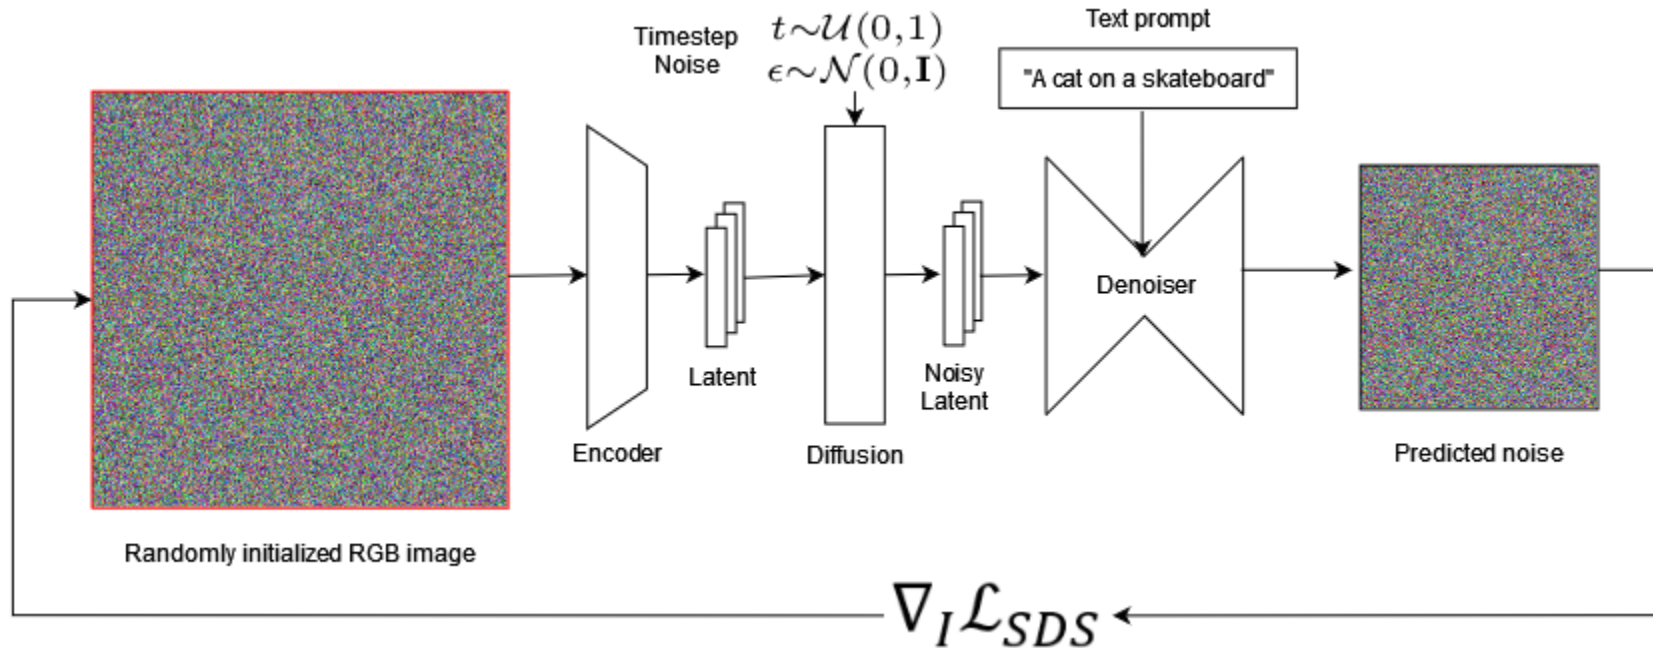 Text prompt
Timestep
Noise
t∼𝒰(0,1)
ϵ∼𝒩(0,𝐈)
"A cat on a skateboard"
Denoiser
Latent
Noisy
Latent
Encoder
Diffusion
Predicted noise
Randomly initialized RGB image
∇_I ℒ_SDS